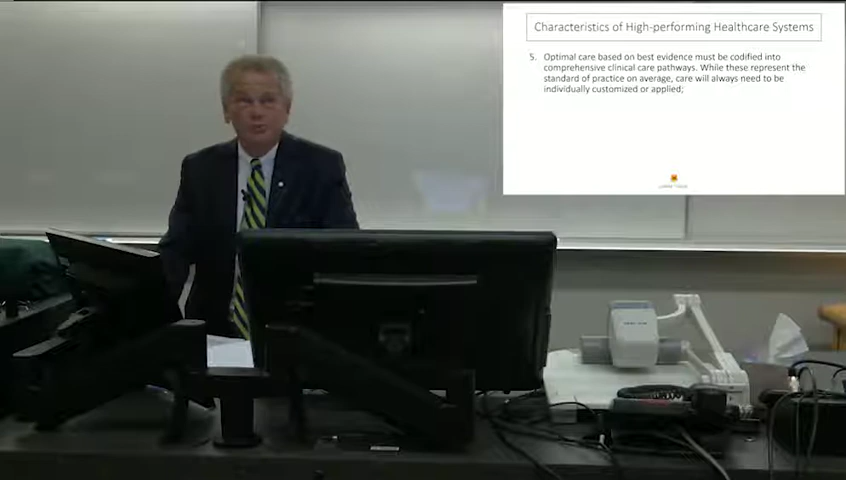 Characteristics of High-performing Healthcare Systems
5. Optimal care based on best evidence must be codified into
comprehensive clinical care pathways. While these represent the
standard of practice on average, care will always need to be
individually customized or applied;